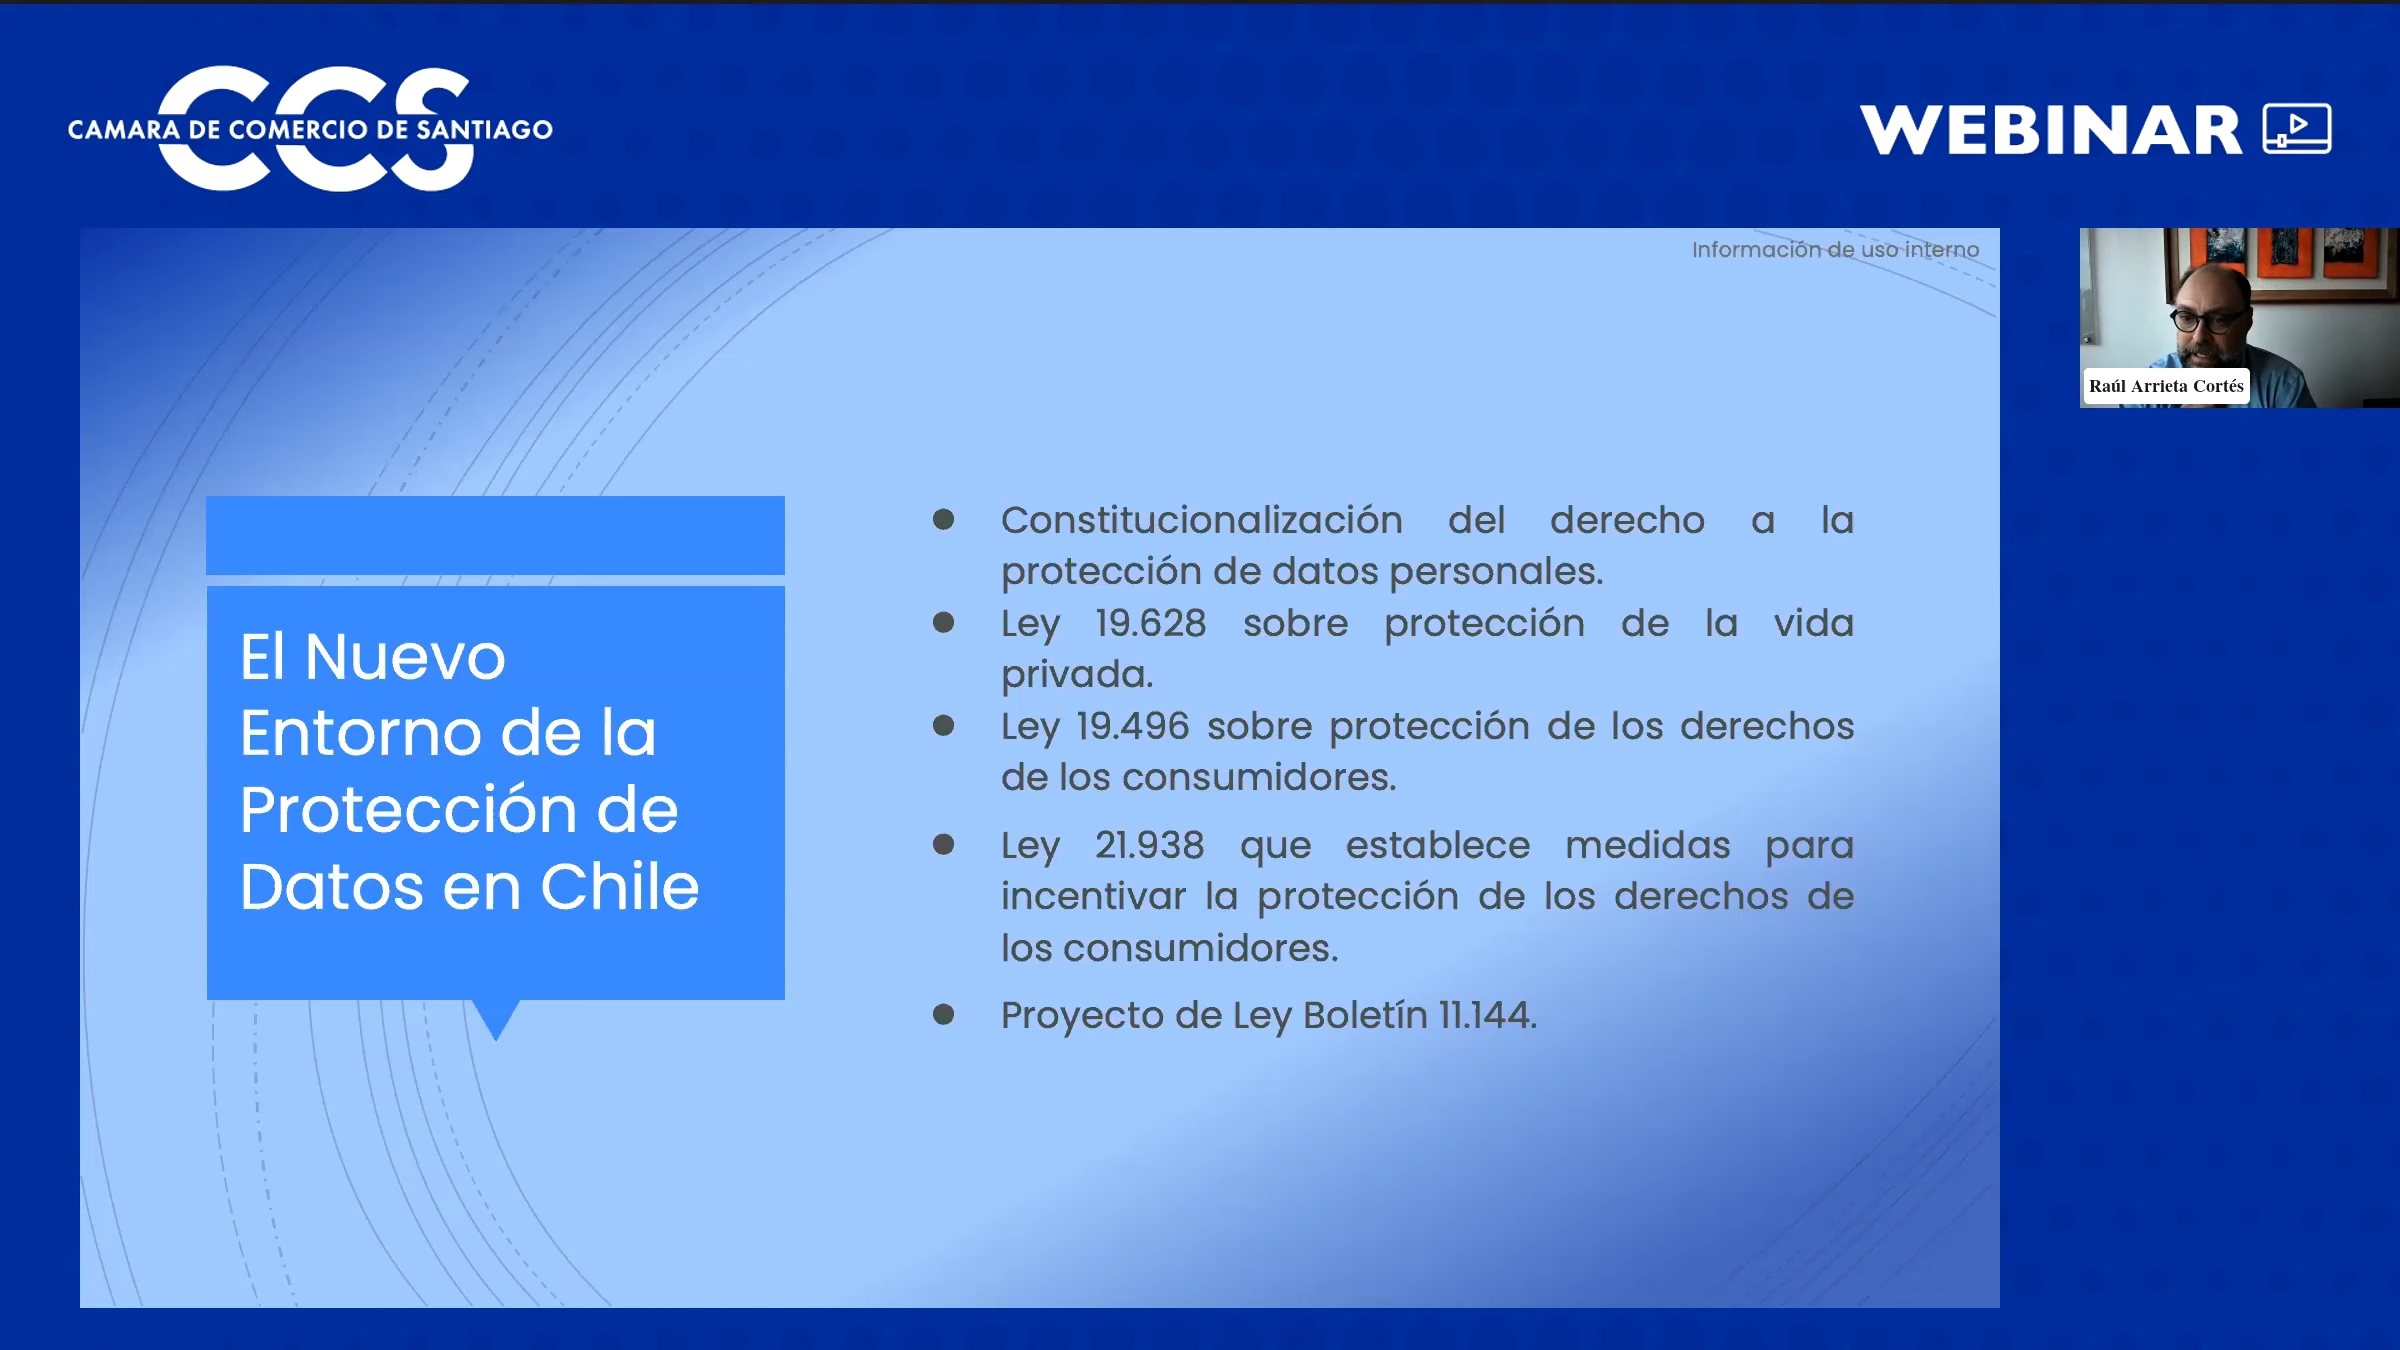 CCS
CAMARA DE COMERCIO DE SANTIAGO
WEBINAR
Información de uso interno
Raúl Arrieta Cortés
El Nuevo
Entorno de la
Protección de
Datos en Chile
● Constitucionalización del derecho a la
protección de datos personales.
● Ley 19.628 sobre protección de la vida
privada.
● Ley 19.496 sobre protección de los derechos
de los consumidores.
● Ley 21.938 que establece medidas para
incentivar la protección de los derechos de
los consumidores.
● Proyecto de Ley Boletín 11.144.